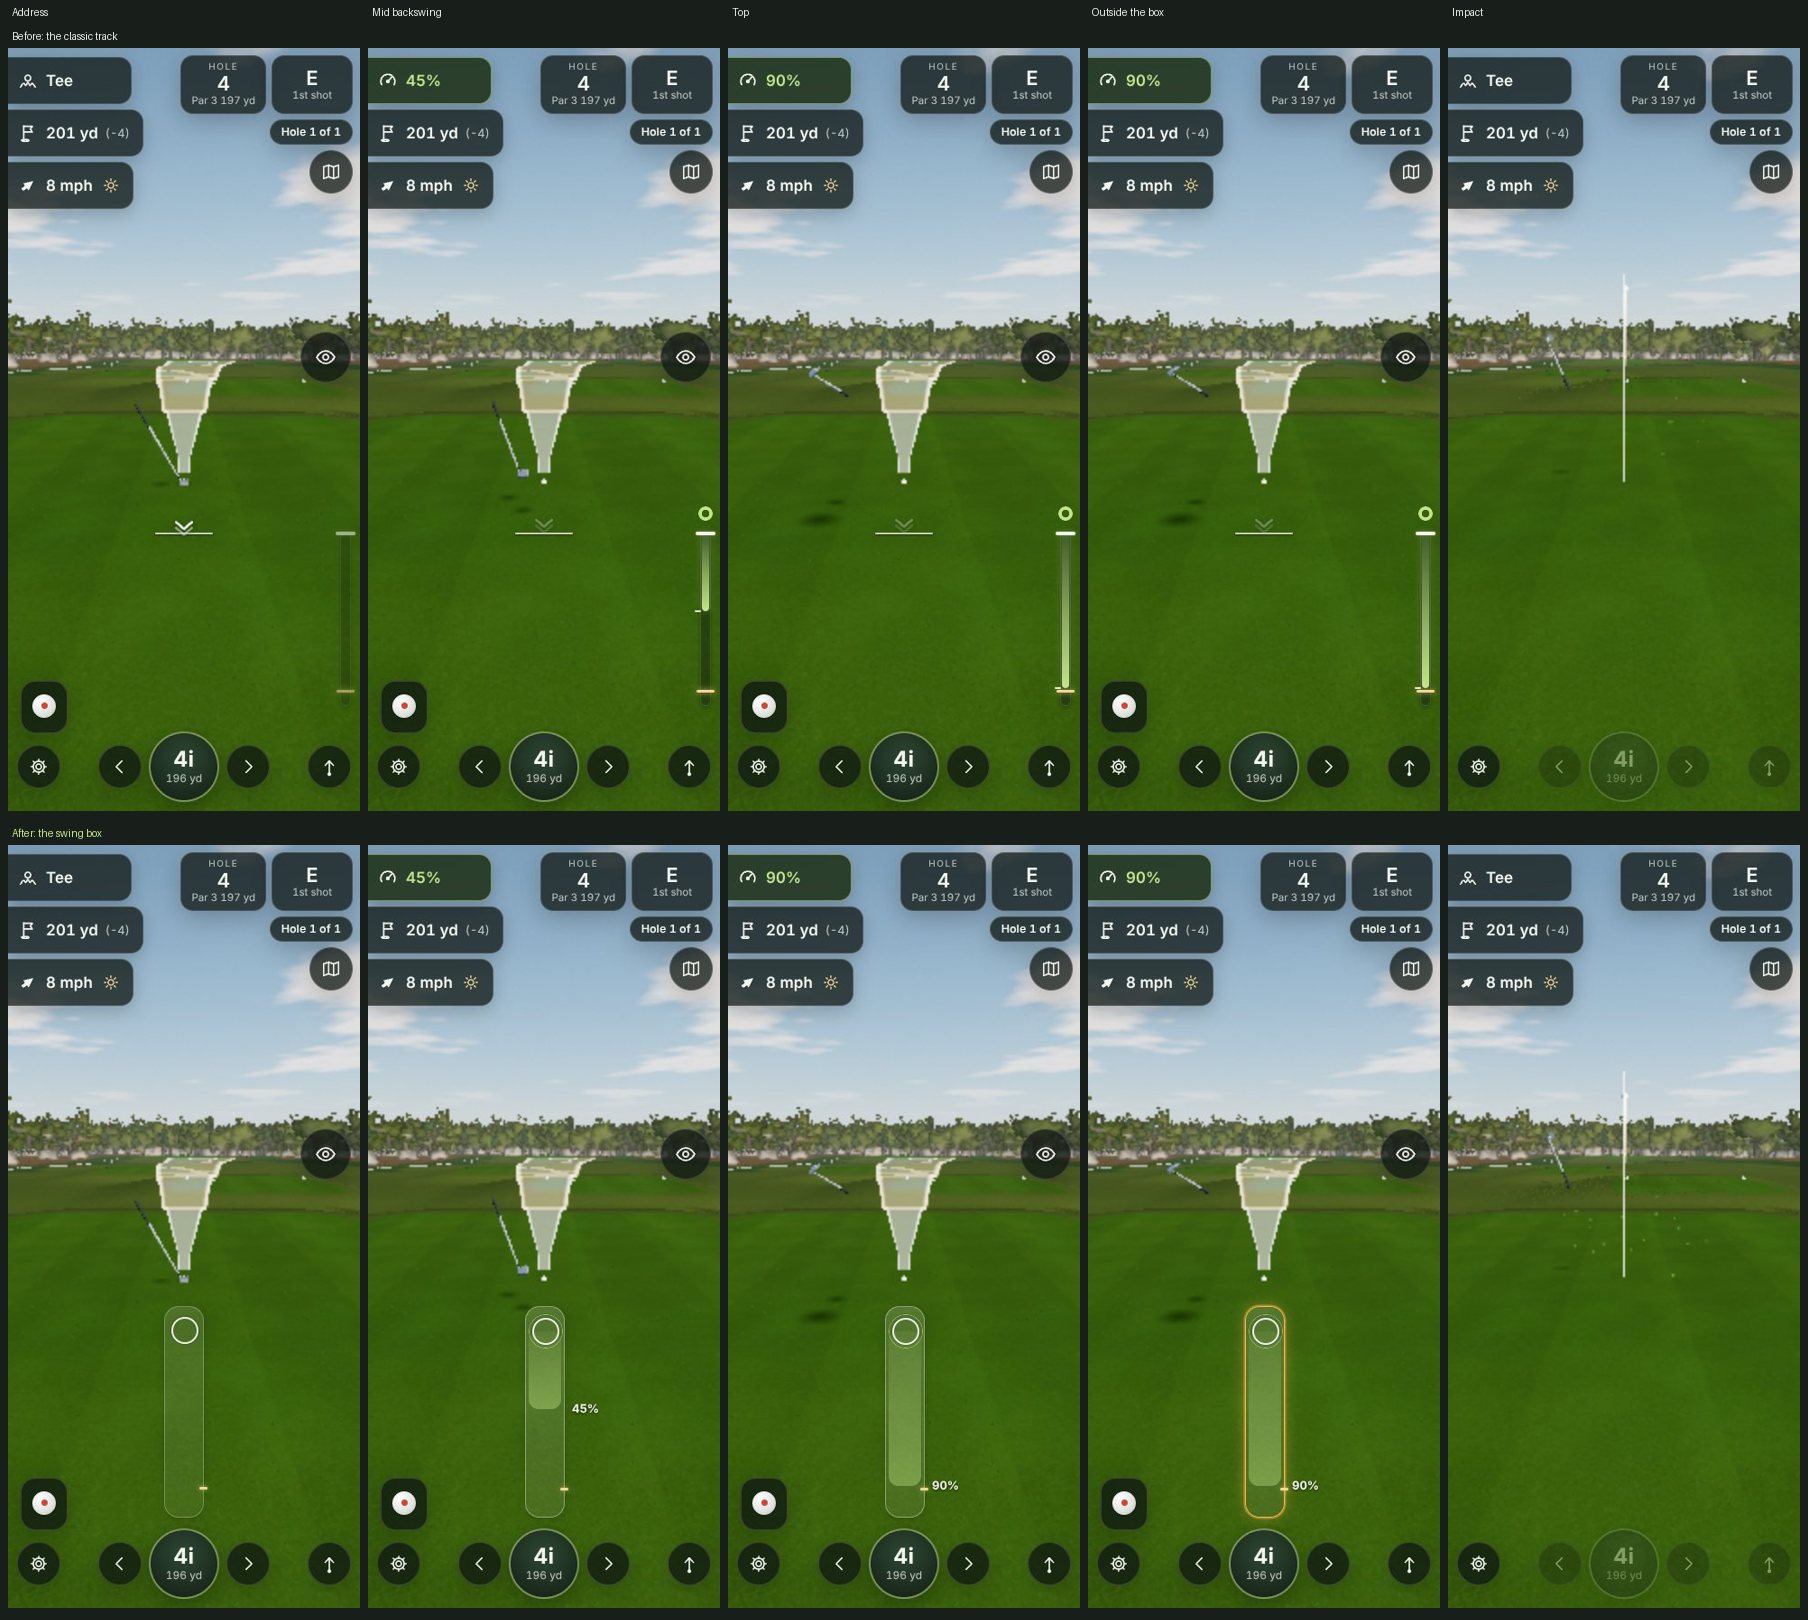 Address
Mid backswing
Top
Outside the box
Impact
Before: the classic track
Tee
HOLE
4
Par 3 197 yd
E
1st shot
201 yd (-4)
Hole 1 of 1
8 mph
4i
196 yd
45%
HOLE
4
Par 3 197 yd
E
1st shot
201 yd (-4)
Hole 1 of 1
8 mph
4i
196 yd
90%
HOLE
4
Par 3 197 yd
E
1st shot
201 yd (-4)
Hole 1 of 1
8 mph
4i
196 yd
90%
HOLE
4
Par 3 197 yd
E
1st shot
201 yd (-4)
Hole 1 of 1
8 mph
4i
196 yd
Tee
HOLE
4
Par 3 197 yd
E
1st shot
201 yd (-4)
Hole 1 of 1
8 mph
4i
196 yd
After: the swing box
Tee
HOLE
4
Par 3 197 yd
E
1st shot
201 yd (-4)
Hole 1 of 1
8 mph
4i
196 yd
45%
HOLE
4
Par 3 197 yd
E
1st shot
201 yd (-4)
Hole 1 of 1
8 mph
45%
4i
196 yd
90%
HOLE
4
Par 3 197 yd
E
1st shot
201 yd (-4)
Hole 1 of 1
8 mph
90%
4i
196 yd
90%
HOLE
4
Par 3 197 yd
E
1st shot
201 yd (-4)
Hole 1 of 1
8 mph
90%
4i
196 yd
Tee
HOLE
4
Par 3 197 yd
E
1st shot
201 yd (-4)
Hole 1 of 1
8 mph
4i
196 yd